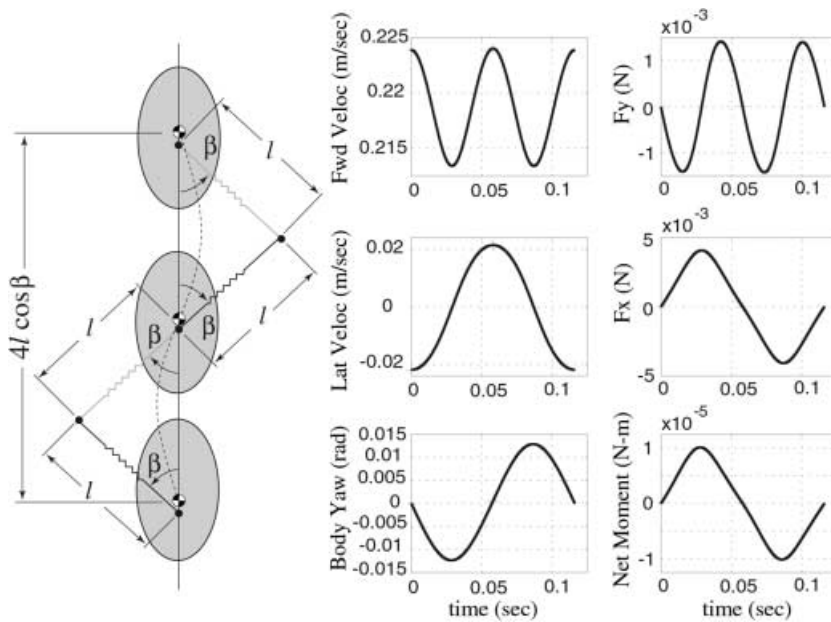 4l cosβ
β
l
l
β
β
l
β
l
Fwd Veloc (m/sec)
0.225
0.22
0.215
0
0.05
0.1
x10⁻³
Fy (N)
1
0
-1
0
0.05
0.1
Lat Veloc (m/sec)
0.02
0
-0.02
0
0.05
0.1
x10⁻³
Fx (N)
5
0
-5
0
0.05
0.1
Body Yaw (rad)
0.015
0.01
0.005
0
-0.005
-0.01
-0.015
0
0.05
0.1
time (sec)
x10⁻⁵
Net Moment (N-m)
1
0
-1
0
0.05
0.1
time (sec)